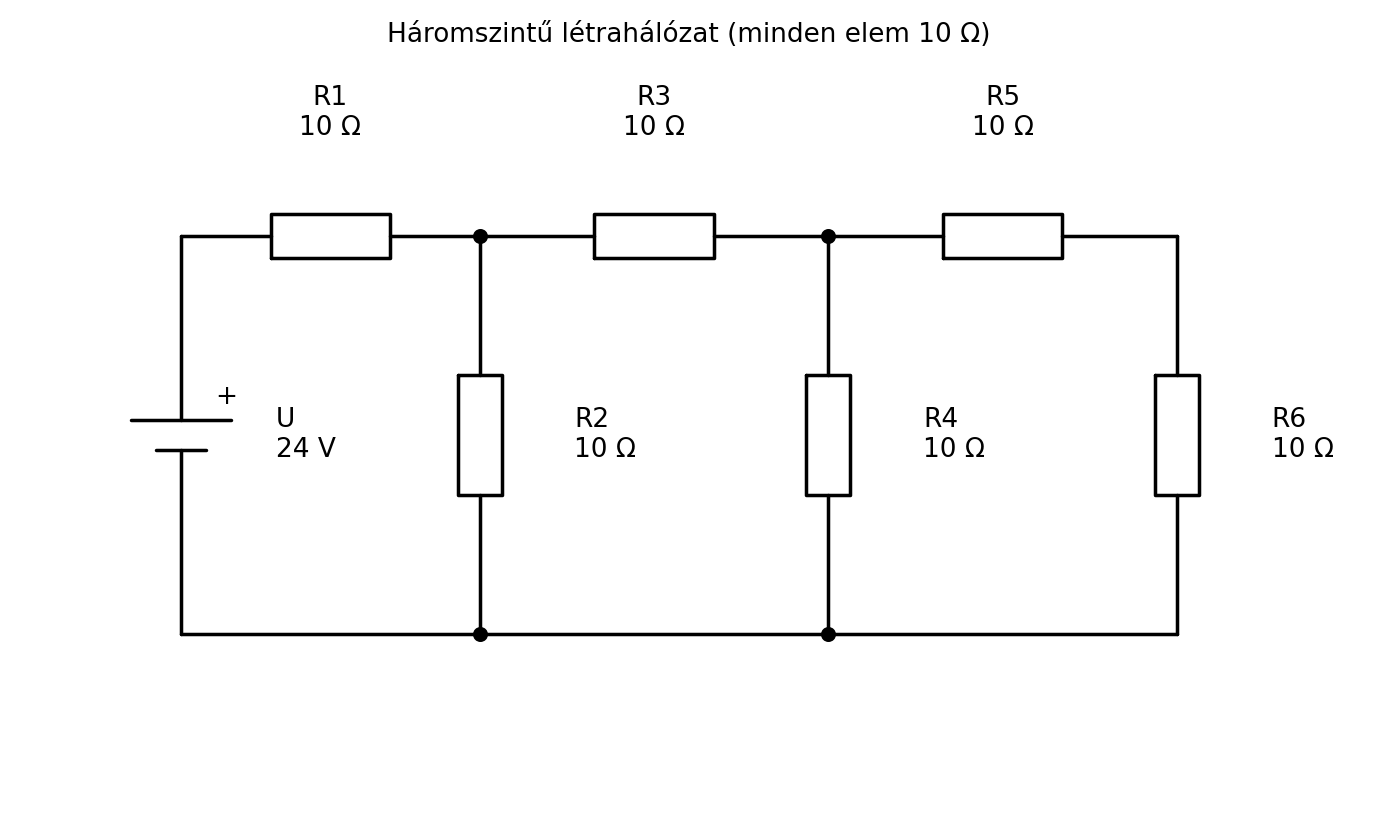 Háromszintű létrahálózat (minden elem 10 Ω)
R1
10 Ω
R3
10 Ω
R5
10 Ω
+
U
24 V
R2
10 Ω
R4
10 Ω
R6
10 Ω